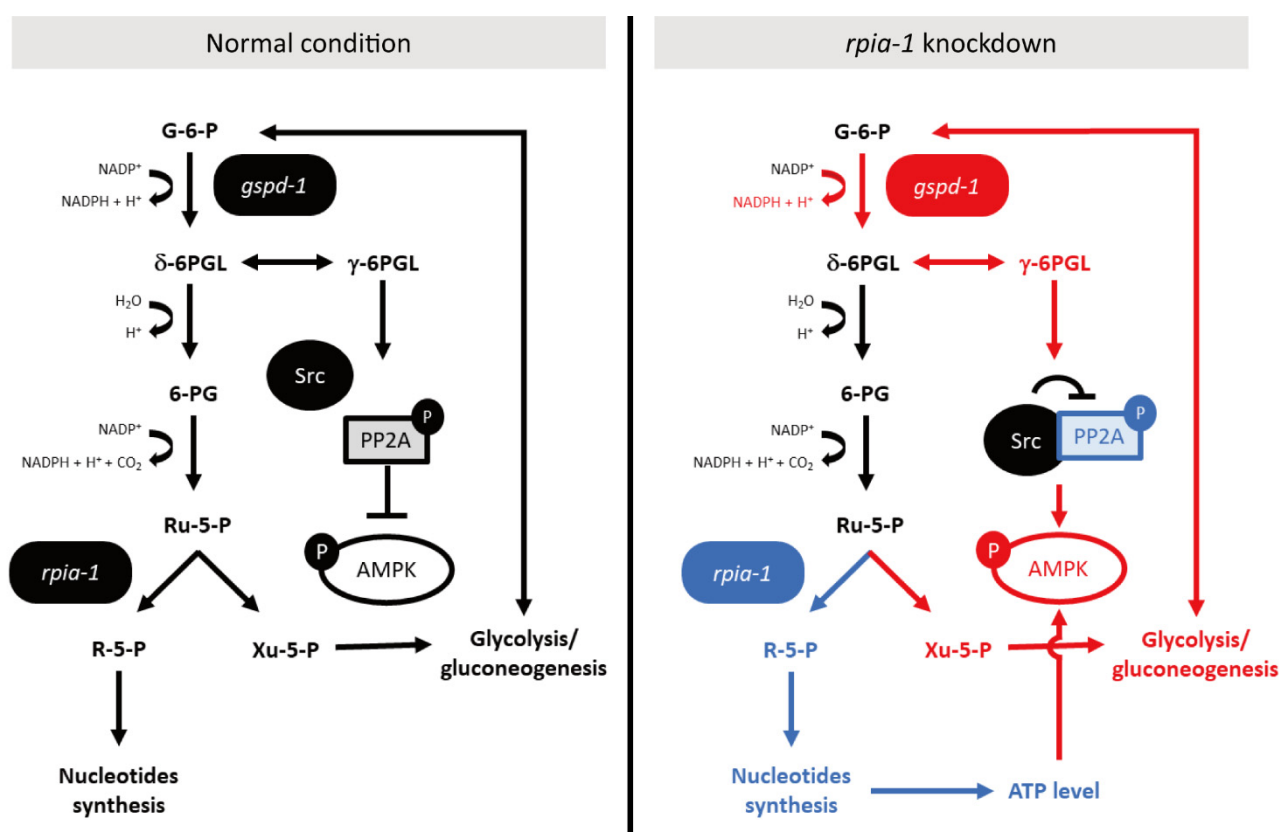 Normal condition
G-6-P
NADP⁺
gspd-1
NADPH + H⁺
δ-6PGL
γ-6PGL
H₂O
H⁺
Src
6-PG
P
NADP⁺
PP2A
NADPH + H⁺ + CO₂
Ru-5-P
P
rpia-1
AMPK
R-5-P
Xu-5-P
Glycolysis/
gluconeogenesis
Nucleotides
synthesis
rpia-1 knockdown
G-6-P
NADP⁺
gspd-1
NADPH + H⁺
δ-6PGL
γ-6PGL
H₂O
H⁺
6-PG
P
Src
PP2A
NADP⁺
NADPH + H⁺ + CO₂
Ru-5-P
P
rpia-1
AMPK
R-5-P
Xu-5-P
Glycolysis/
gluconeogenesis
Nucleotides
synthesis
ATP level